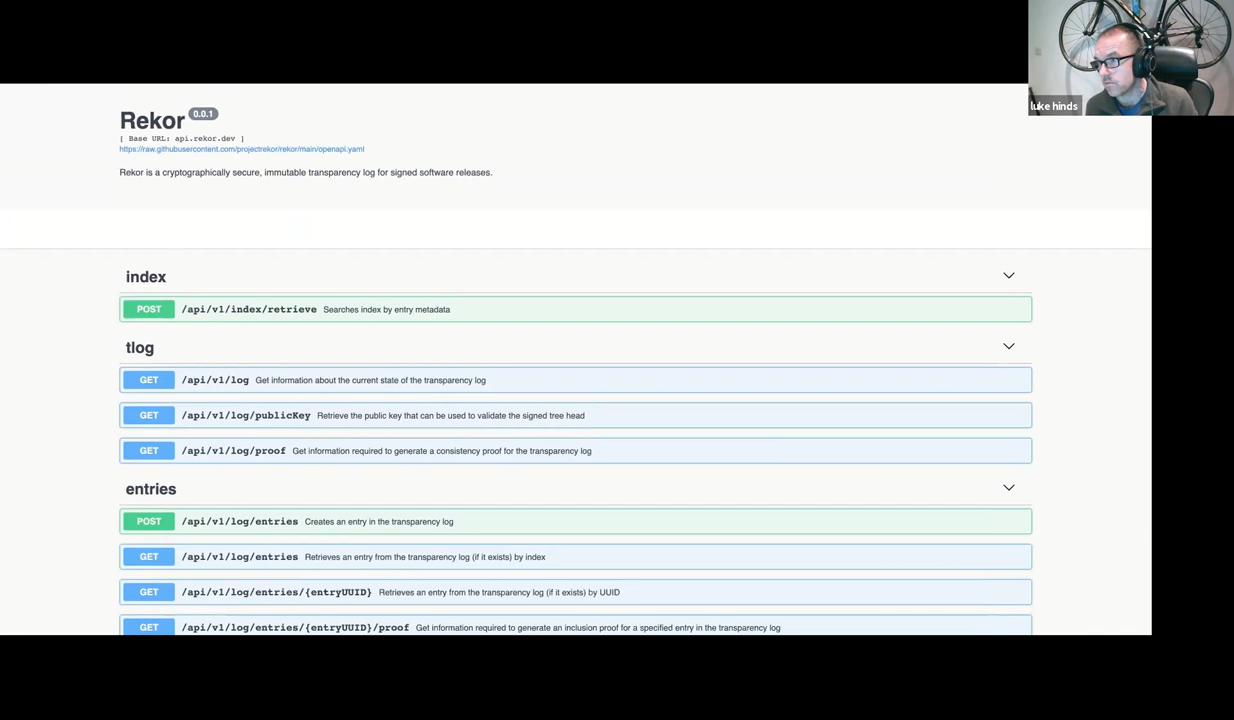 luke hinds
Rekor 0.0.1
[ Base URL: api.rekor.dev ]
https://raw.githubusercontent.com/projectrekor/rekor/main/openapi.yaml
Rekor is a cryptographically secure, immutable transparency log for signed software releases.
index
POST /api/v1/index/retrieve Searches index by entry metadata
tlog
GET /api/v1/log Get information about the current state of the transparency log
GET /api/v1/log/publicKey Retrieve the public key that can be used to validate the signed tree head
GET /api/v1/log/proof Get information required to generate a consistency proof for the transparency log
entries
POST /api/v1/log/entries Creates an entry in the transparency log
GET /api/v1/log/entries Retrieves an entry from the transparency log (if it exists) by index
GET /api/v1/log/entries/{entryUUID} Retrieves an entry from the transparency log (if it exists) by UUID
GET /api/v1/log/entries/{entryUUID}/proof Get information required to generate an inclusion proof for a specified entry in the transparency log